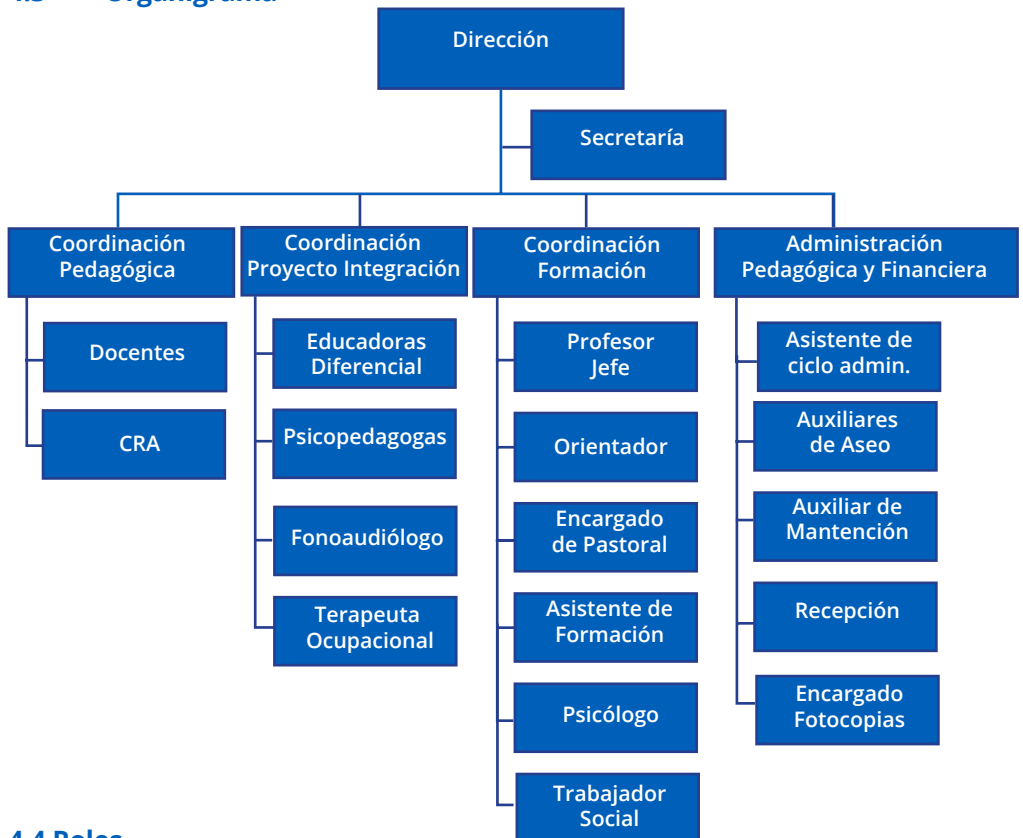 Organigrama
Dirección
Secretaría
Coordinación
Pedagógica
Coordinación
Proyecto Integración
Coordinación
Formación
Administración
Pedagógica y Financiera
Docentes
CRA
Educadoras
Diferencial
Psicopedagogas
Fonoaudiólogo
Terapeuta
Ocupacional
Profesor
Jefe
Orientador
Encargado
de Pastoral
Asistente de
Formación
Psicólogo
Trabajador
Social
Asistente de
ciclo admin.
Auxiliares
de Aseo
Auxiliar de
Mantención
Recepción
Encargado
Fotocopias
4.4 Roles